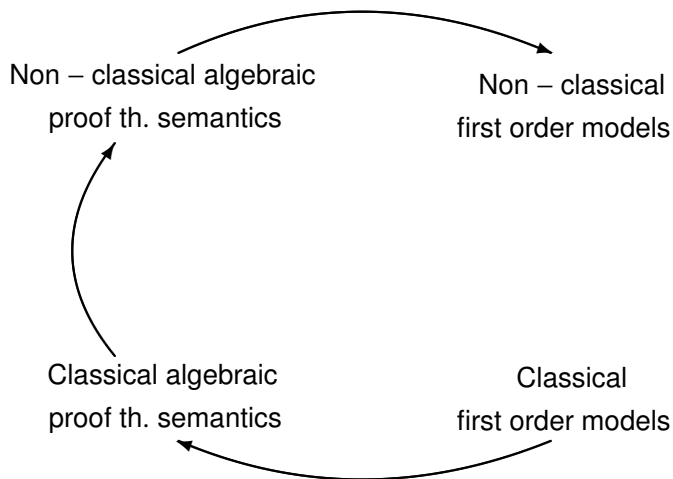 Non – classical algebraic
proof th. semantics
Non – classical
first order models
Classical algebraic
proof th. semantics
Classical
first order models